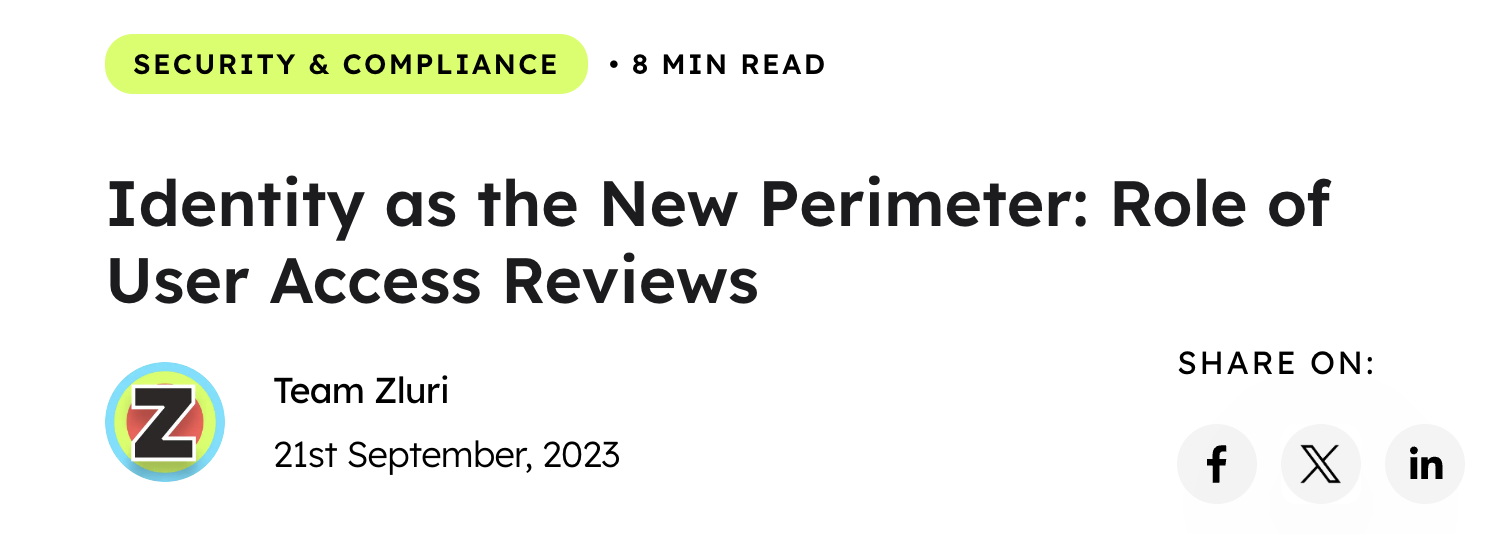 SECURITY & COMPLIANCE • 8 MIN READ
Identity as the New Perimeter: Role of
User Access Reviews
Z
Team Zluri
21st September, 2023
SHARE ON:
f X in